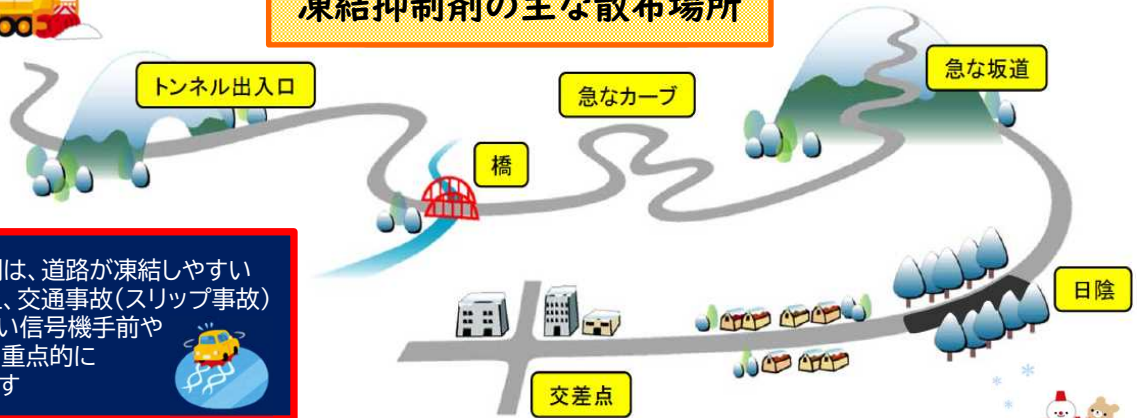 凍結抑制剤の主な散布場所
トンネル出入口
急なカーブ
急な坂道
橋
は、道路が凍結しやすい
、交通事故(スリップ事故)
い信号機手前や
重点的に
す
日陰
交差点